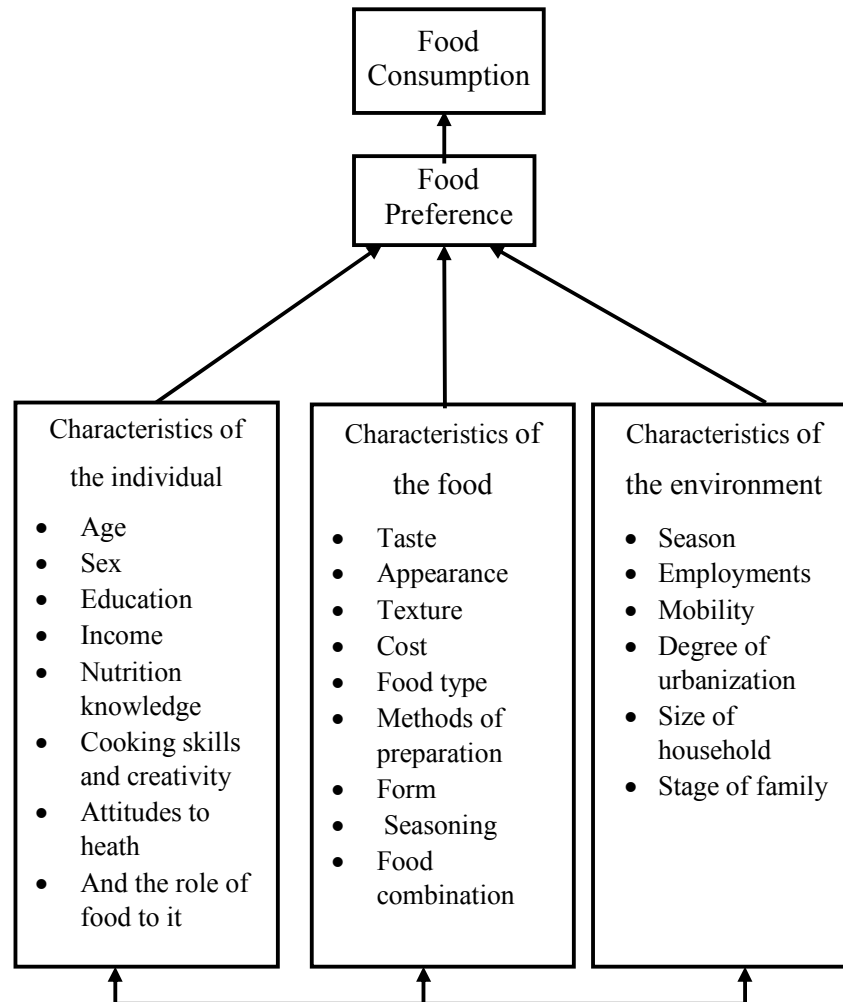 Food
Consumption
Food
Preference
Characteristics of
the individual
• Age
• Sex
• Education
• Income
• Nutrition
knowledge
• Cooking skills
and creativity
• Attitudes to
heath
• And the role of
food to it
Characteristics of
the food
• Taste
• Appearance
• Texture
• Cost
• Food type
• Methods of
preparation
• Form
• Seasoning
• Food
combination
Characteristics of
the environment
• Season
• Employments
• Mobility
• Degree of
urbanization
• Size of
household
• Stage of family